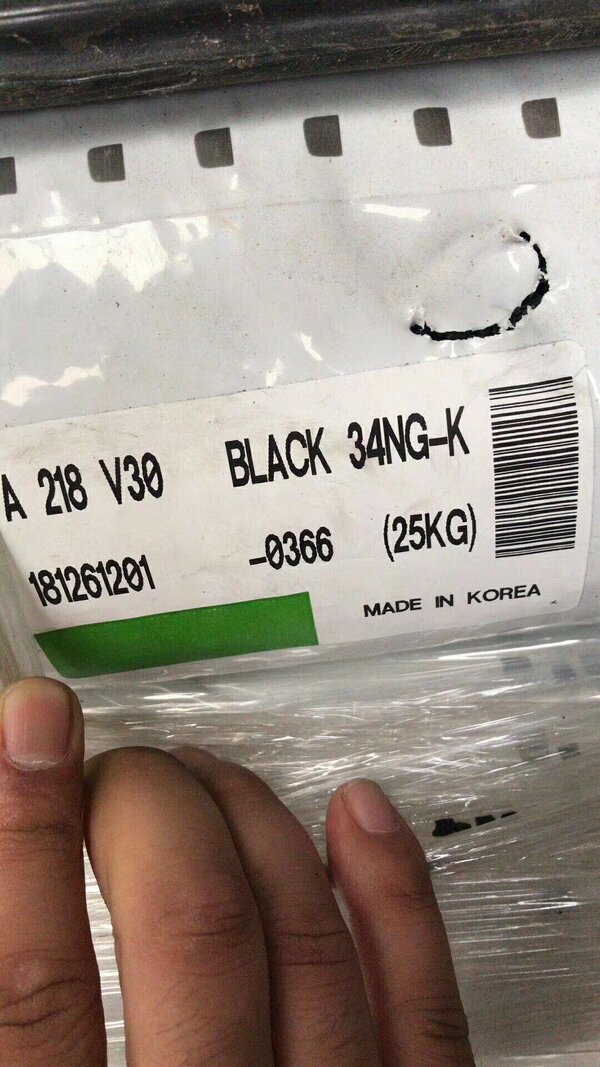 A 218 V30 BLACK 34NG-K
181261201 -0366 (25KG)
MADE IN KOREA